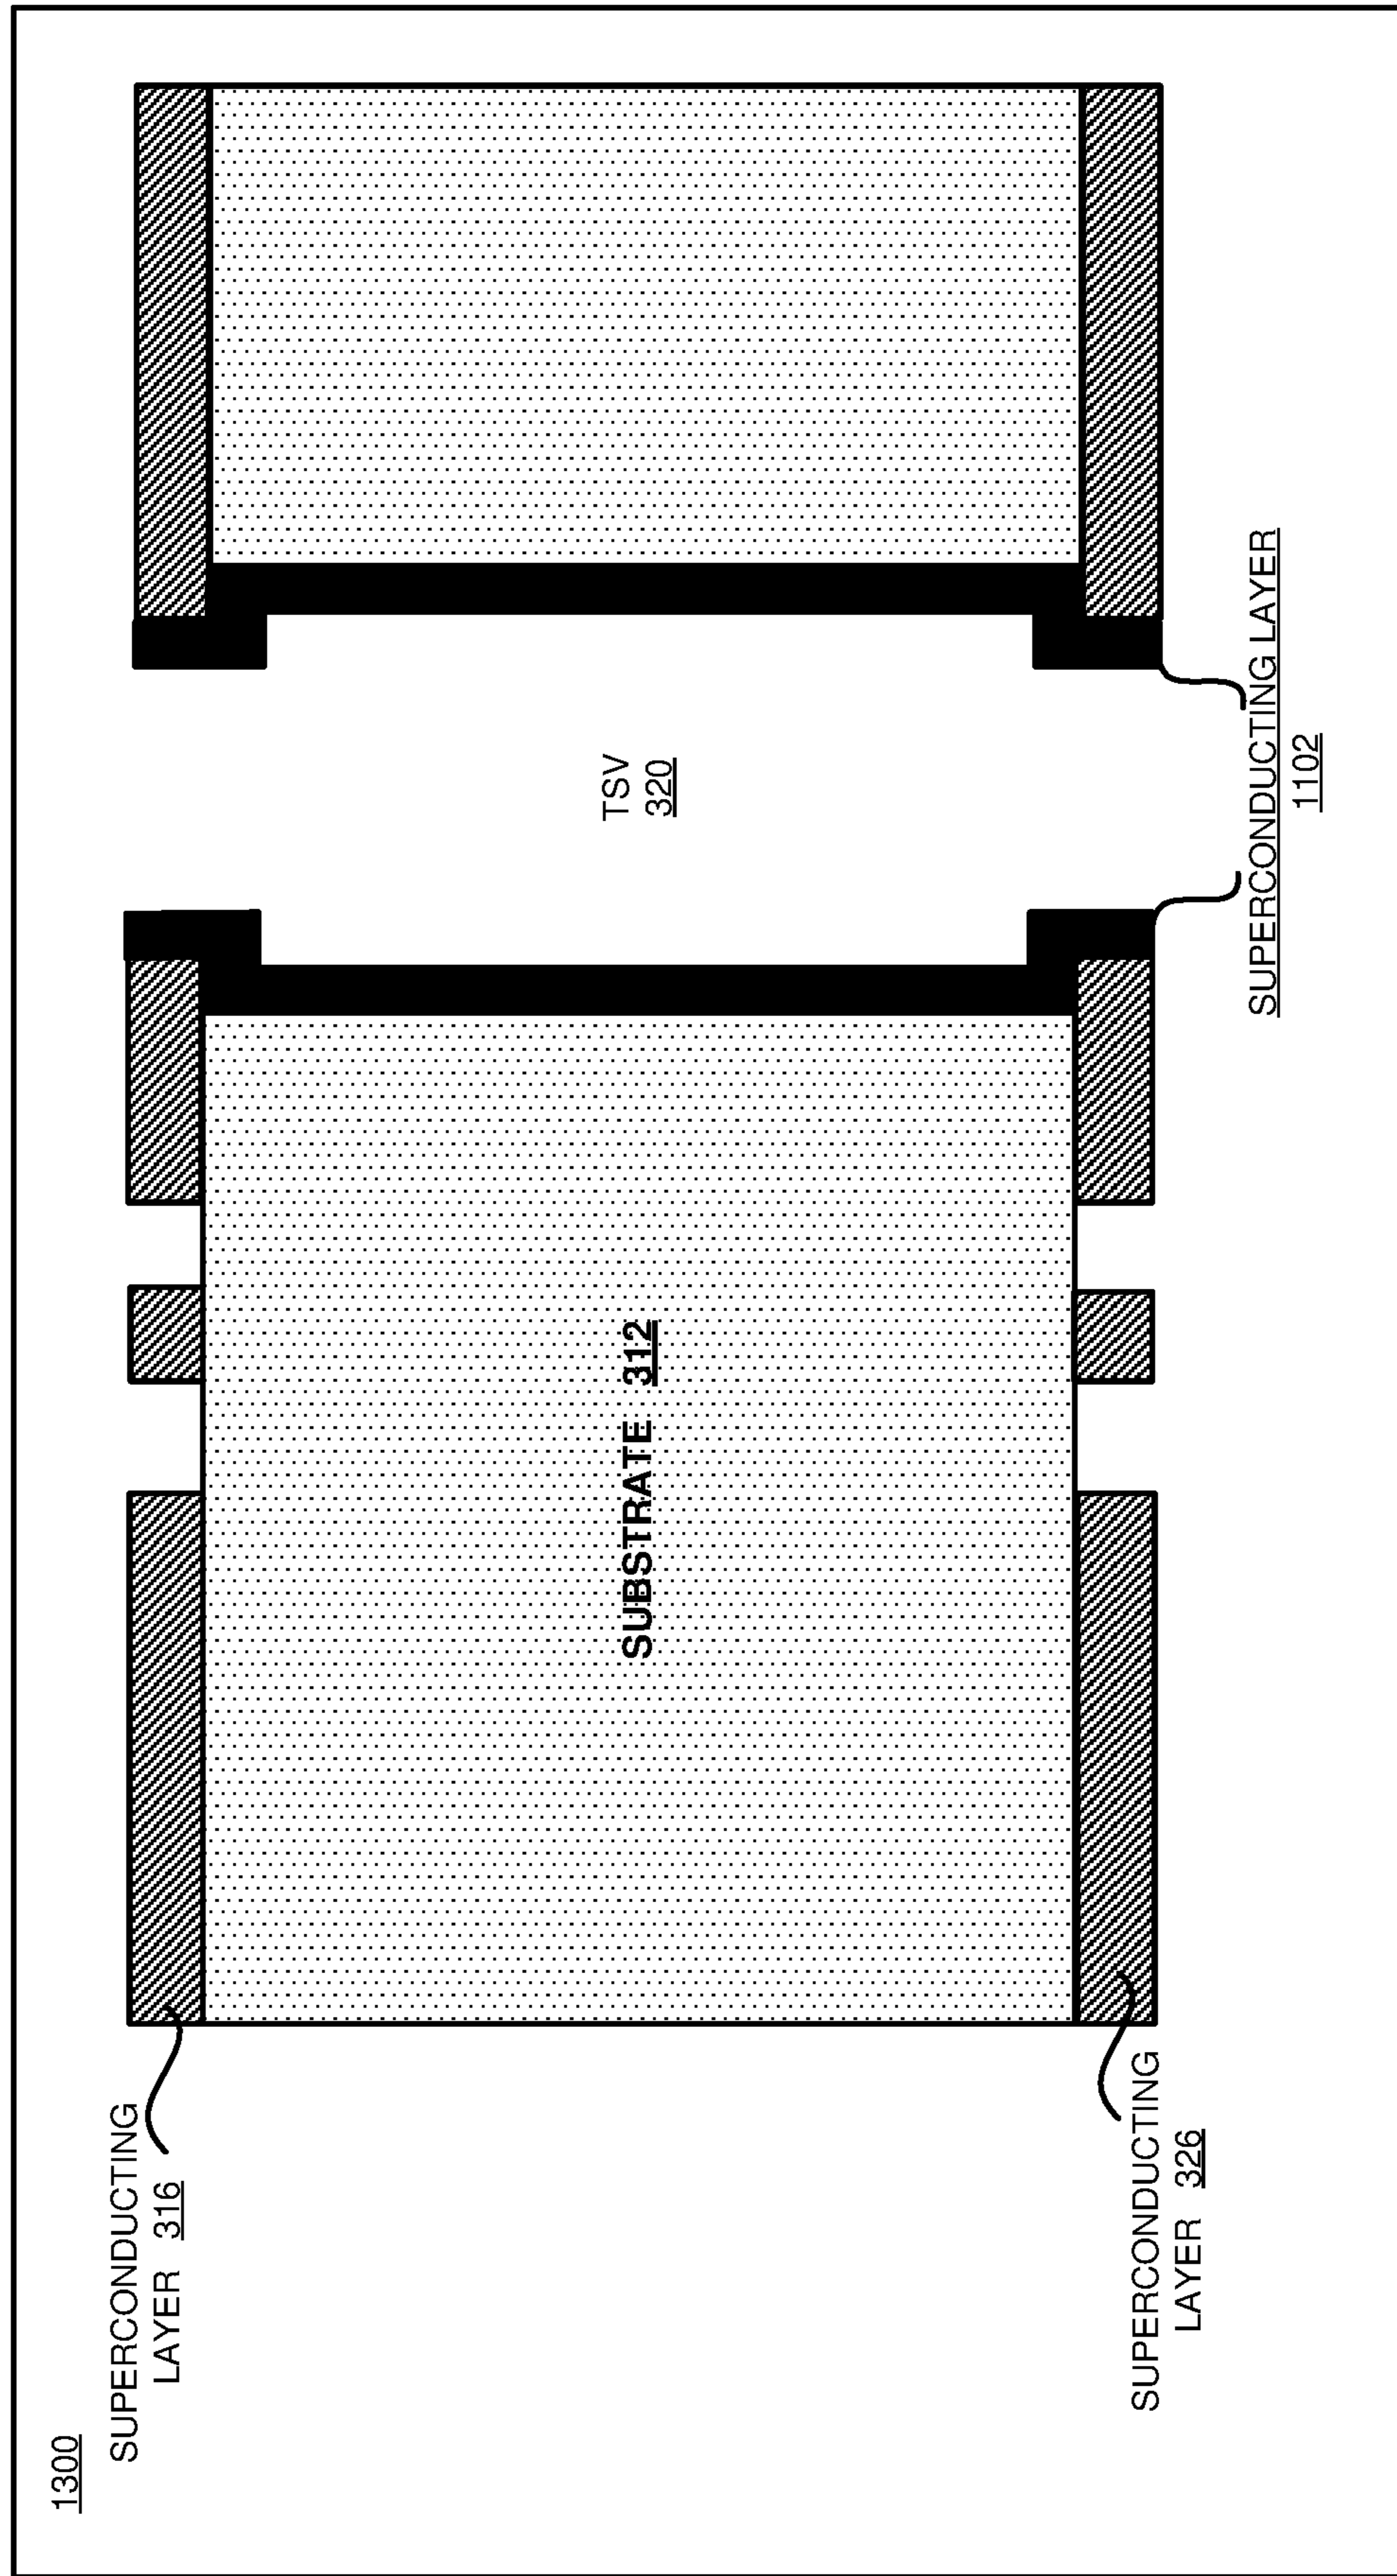 1300
SUPERCONDUCTING
LAYER 316
SUBSTRATE 312
TSV
320
SUPERCONDUCTING
LAYER 326
SUPERCONDUCTING LAYER
1102